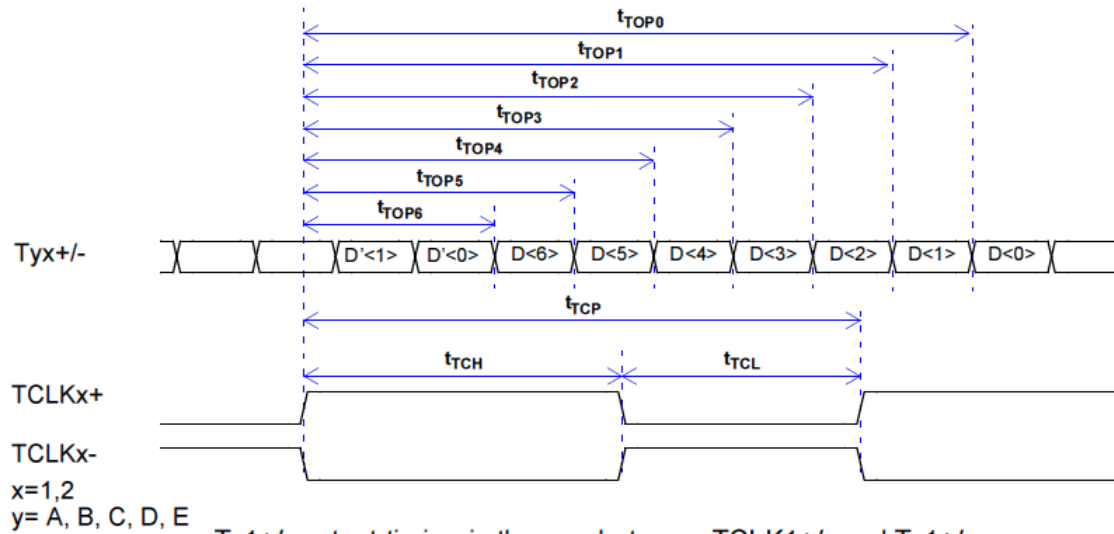 tTOP0
tTOP1
tTOP2
tTOP3
tTOP4
tTOP5
tTOP6
Tyx+/- D'<1> D'<0> D<6> D<5> D<4> D<3> D<2> D<1> D<0>
tTCP
tTCH tTCL
TCLKx+
TCLKx-
x=1,2
y= A, B, C, D, E